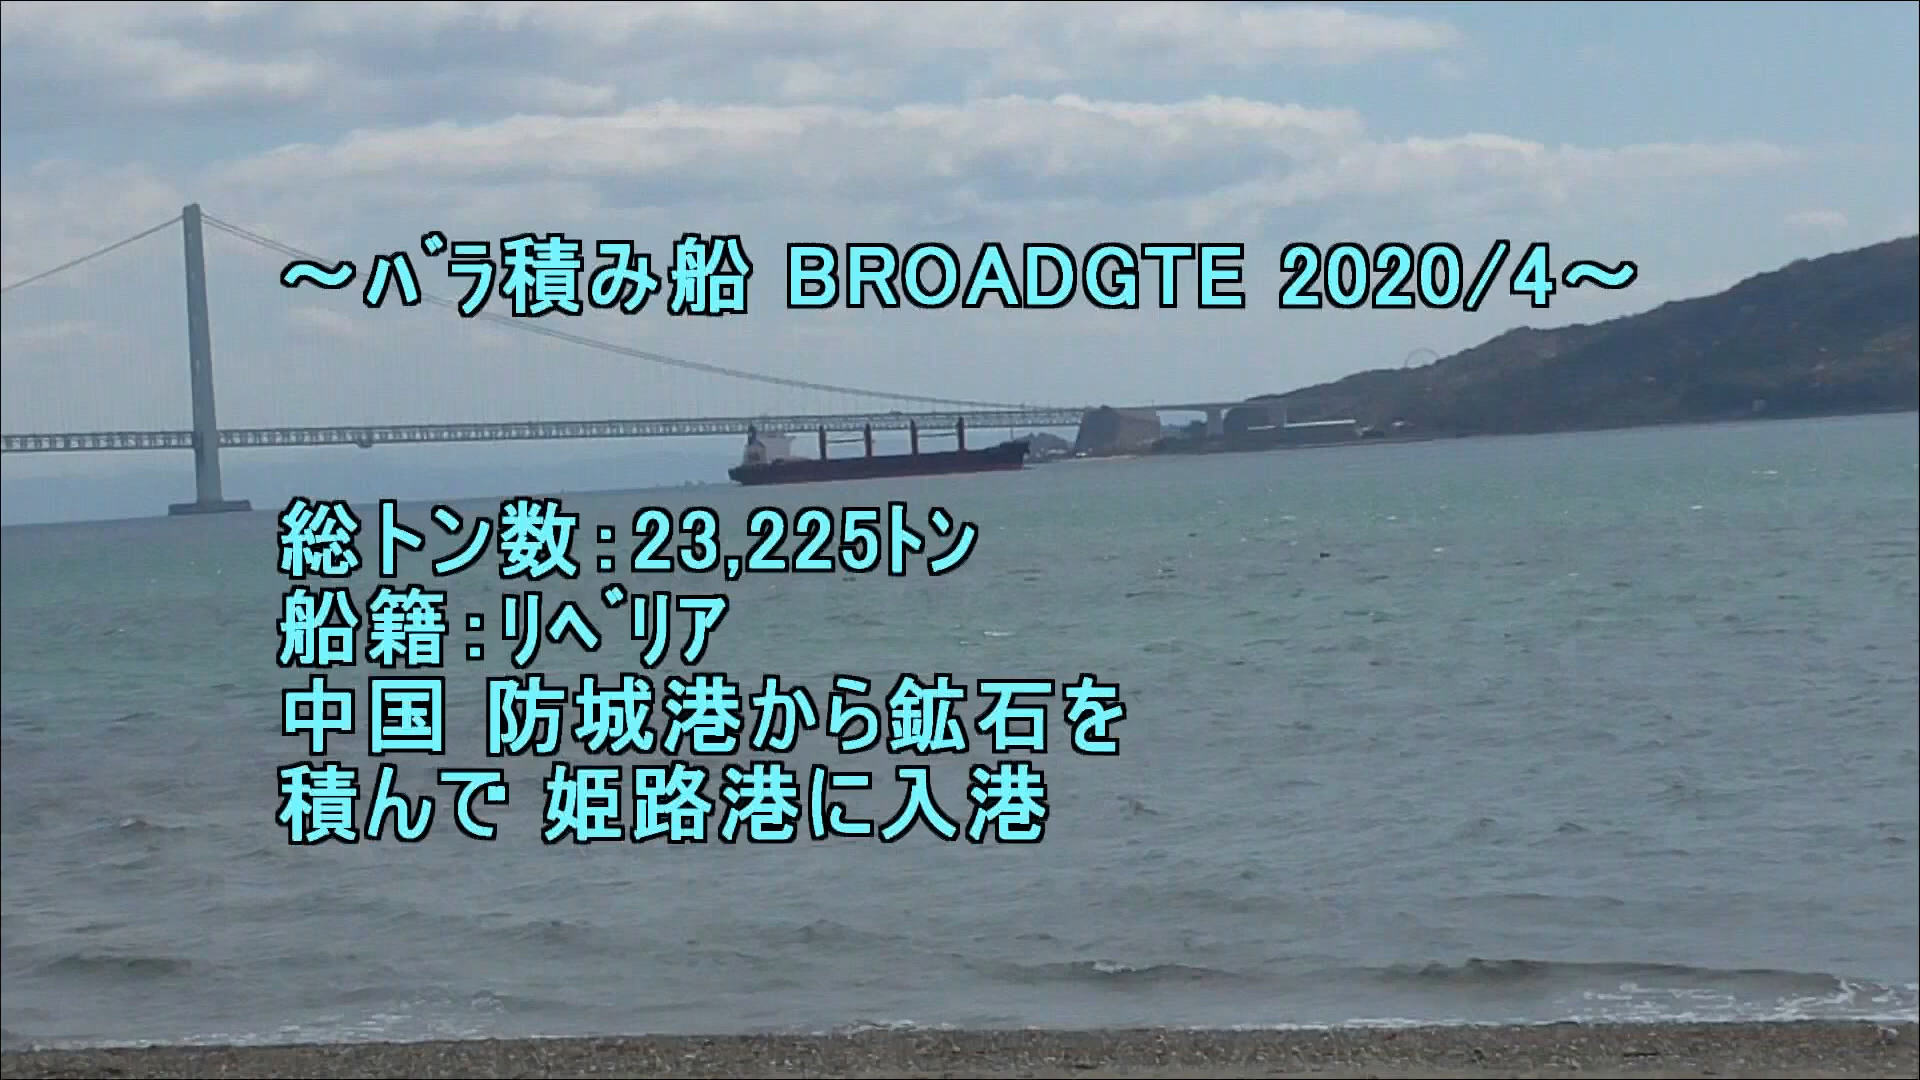 ～ﾊﾞﾗ積み船 BROADGTE 2020/4～
総トン数：23,225ﾄﾝ
船籍：ﾘﾍﾞﾘｱ
中国 防城港から鉱石を
積んで 姫路港に入港